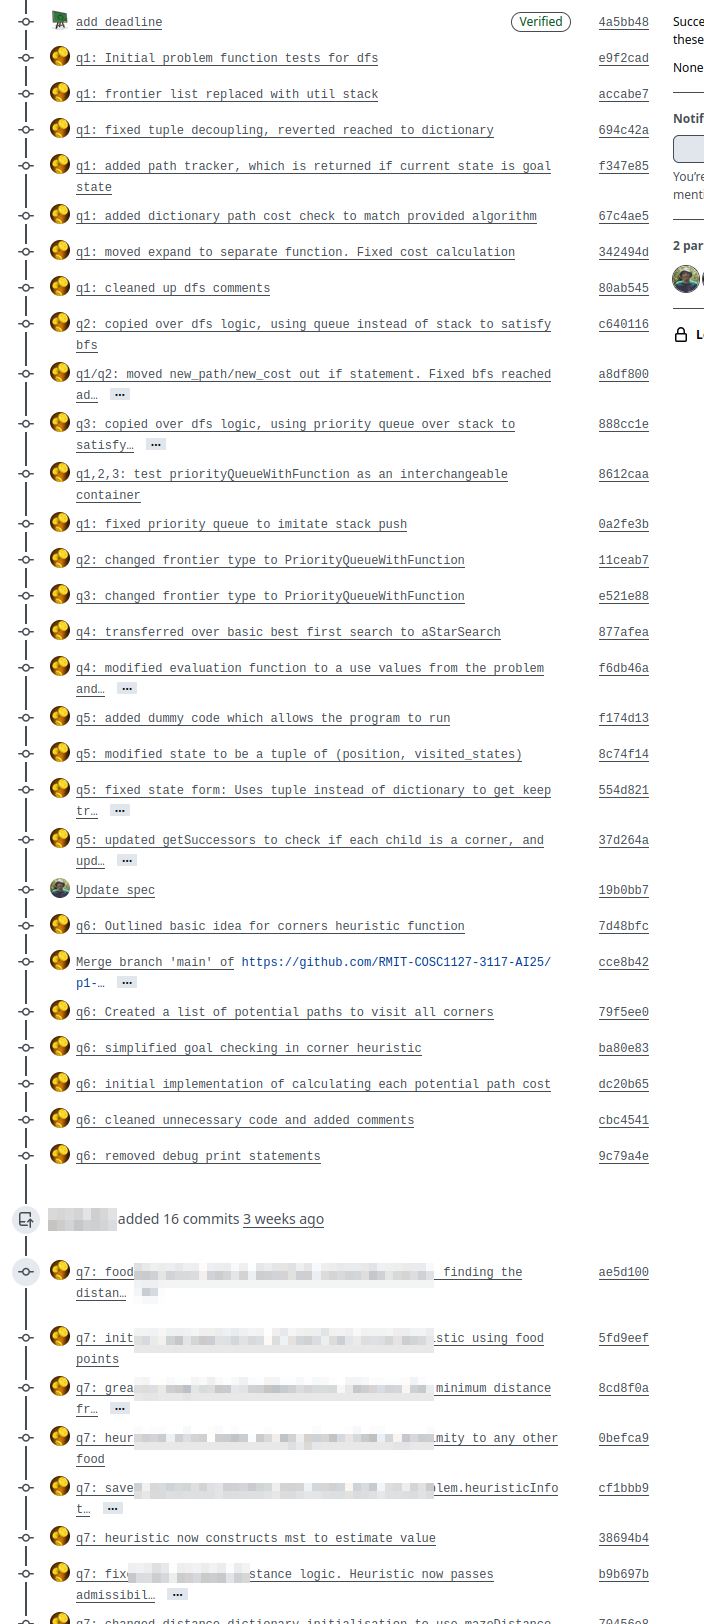 add deadline Verified 4a5bb48
Succe
these
q1: Initial problem function tests for dfs e9f2cad
None
q1: frontier list replaced with util stack accabe7
Notif
q1: fixed tuple decoupling, reverted reached to dictionary 694c42a
q1: added path tracker, which is returned if current state is goal f347e85
state
You're
menti
q1: added dictionary path cost check to match provided algorithm 67c4ae5
q1: moved expand to separate function. Fixed cost calculation 342494d
2 par
q1: cleaned up dfs comments 80ab545
q2: copied over dfs logic, using queue instead of stack to satisfy c640116
bfs
L
q1/q2: moved new_path/new_cost out if statement. Fixed bfs reached a8df800
ad… ...
q3: copied over dfs logic, using priority queue over stack to 888cc1e
satisfy… ...
q1,2,3: test priorityQueueWithFunction as an interchangeable 8612caa
container
q1: fixed priority queue to imitate stack push 0a2fe3b
q2: changed frontier type to PriorityQueueWithFunction 11ceab7
q3: changed frontier type to PriorityQueueWithFunction e521e88
q4: transferred over basic best first search to aStarSearch 877afea
q4: modified evaluation function to a use values from the problem f6db46a
and… ...
q5: added dummy code which allows the program to run f174d13
q5: modified state to be a tuple of (position, visited_states) 8c74f14
q5: fixed state form: Uses tuple instead of dictionary to get keep 554d821
tr… ...
q5: updated getSuccessors to check if each child is a corner, and 37d264a
upd… ...
Update spec 19b0bb7
q6: Outlined basic idea for corners heuristic function 7d48bfc
Merge branch 'main' of https://github.com/RMIT-COSC1127-3117-AI25/ cce8b42
p1-… ...
q6: Created a list of potential paths to visit all corners 79f5ee0
q6: simplified goal checking in corner heuristic ba80e83
q6: initial implementation of calculating each potential path cost dc20b65
q6: cleaned unnecessary code and added comments cbc4541
q6: removed debug print statements 9c79a4e
added 16 commits 3 weeks ago
q7: food finding the ae5d100
distan…
q7: init stic using food 5fd9eef
points
q7: grea minimum distance 8cd8f0a
fr… ...
q7: heur mity to any other 0befca9
food
q7: save lem.heuristicInfo cf1bbb9
t… ...
q7: heuristic now constructs mst to estimate value 38694b4
q7: fix stance logic. Heuristic now passes b9b697b
admissibil… ...
q7: changed distance dictionary initialisation to use mazeDistance